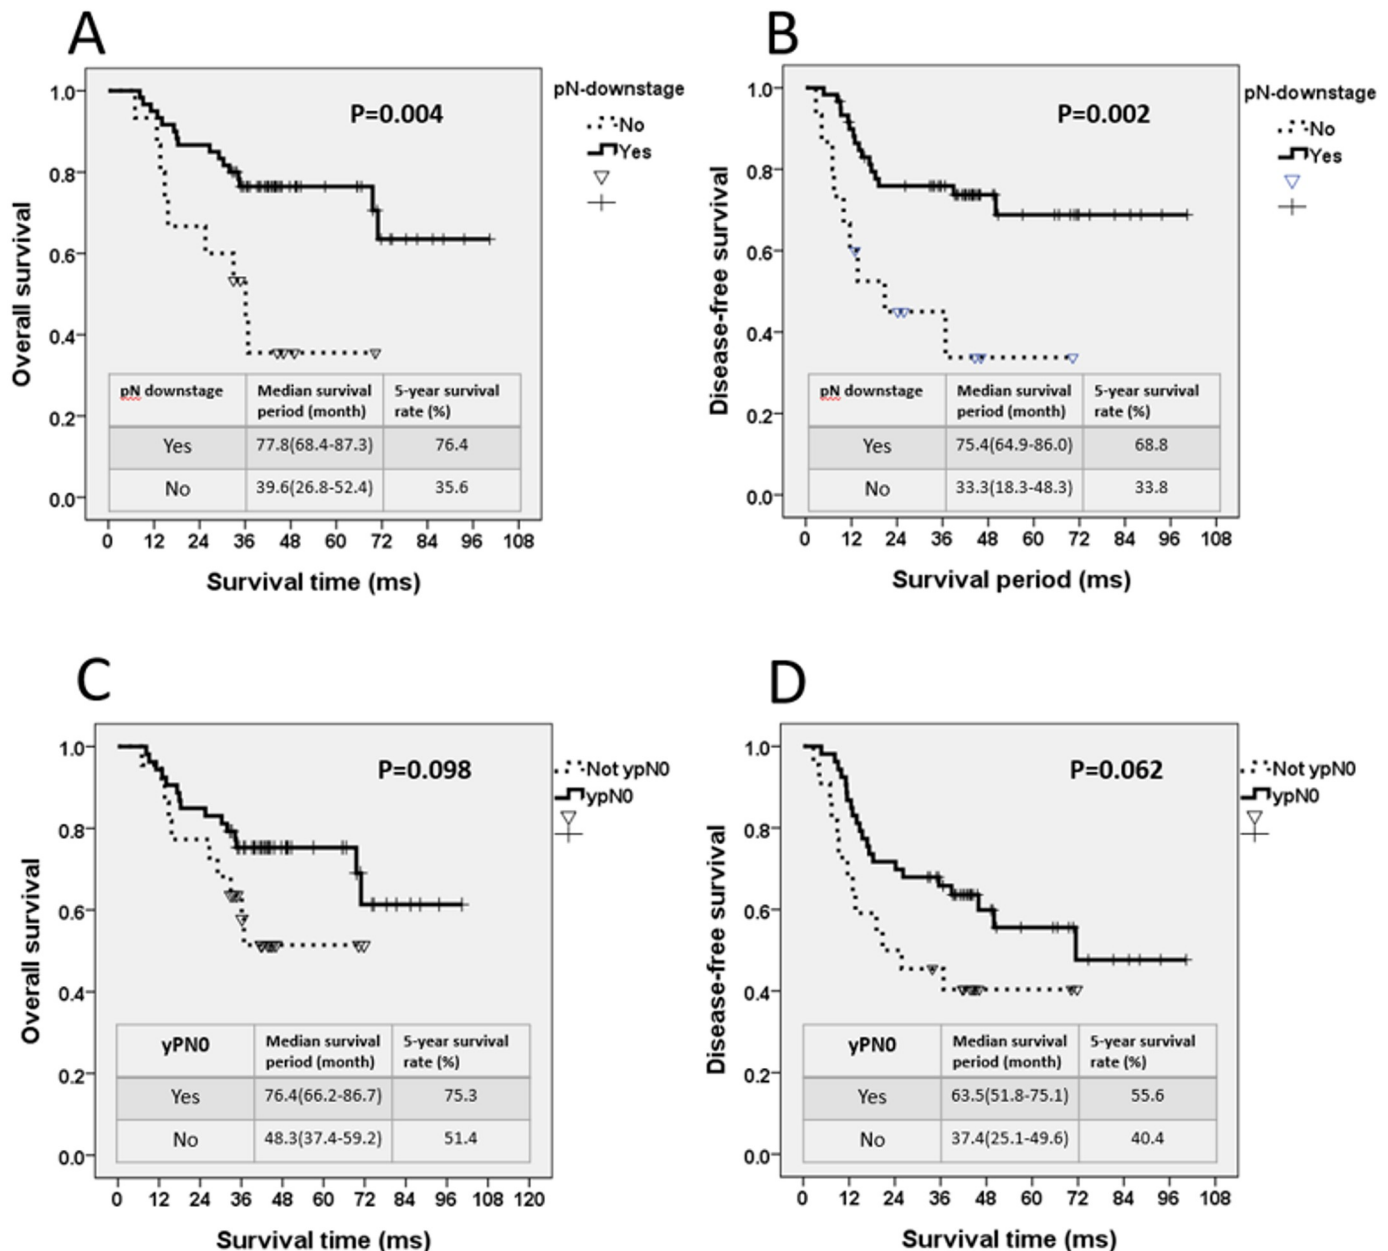 A
P=0.004
pN-downstage
No
Yes
Overall survival
1.0
0.8
0.6
0.4
0.2
0.0
pN downstage Median survival period (month) 5-year survival rate (%)
Yes 77.8(68.4-87.3) 76.4
No 39.6(26.8-52.4) 35.6
0 12 24 36 48 60 72 84 96 108
Survival time (ms)
B
P=0.002
pN-downstage
No
Yes
Disease-free survival
1.0
0.8
0.6
0.4
0.2
0.0
pN downstage Median survival period (month) 5-year survival rate (%)
Yes 75.4(64.9-86.0) 68.8
No 33.3(18.3-48.3) 33.8
0 12 24 36 48 60 72 84 96 108
Survival period (ms)
C
P=0.098
Not ypN0
ypN0
Overall survival
1.0
0.8
0.6
0.4
0.2
0.0
yPN0 Median survival period (month) 5-year survival rate (%)
Yes 76.4(66.2-86.7) 75.3
No 48.3(37.4-59.2) 51.4
0 12 24 36 48 60 72 84 96 108 120
Survival time (ms)
D
P=0.062
Not ypN0
ypN0
Disease-free survival
1.0
0.8
0.6
0.4
0.2
0.0
yPN0 Median survival period (month) 5-year survival rate (%)
Yes 63.5(51.8-75.1) 55.6
No 37.4(25.1-49.6) 40.4
0 12 24 36 48 60 72 84 96 108
Survival time (ms)